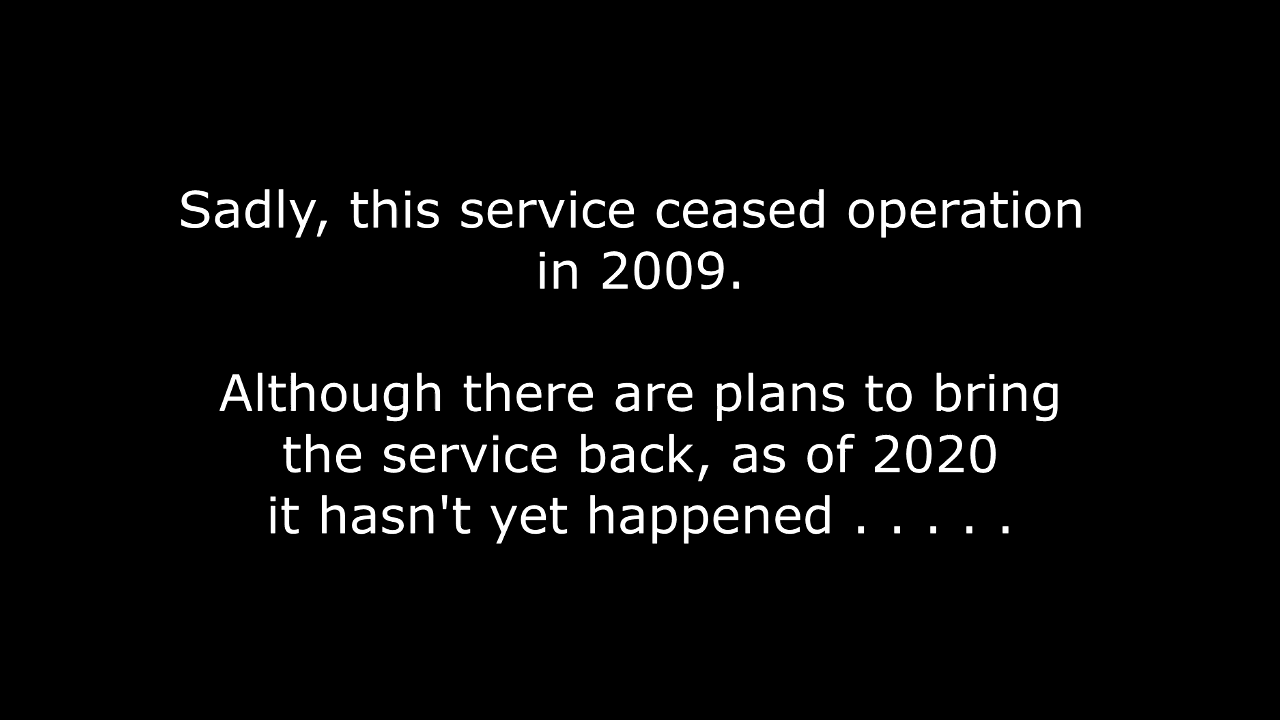 Sadly, this service ceased operation
in 2009.
Although there are plans to bring
the service back, as of 2020
it hasn't yet happened . . . . .